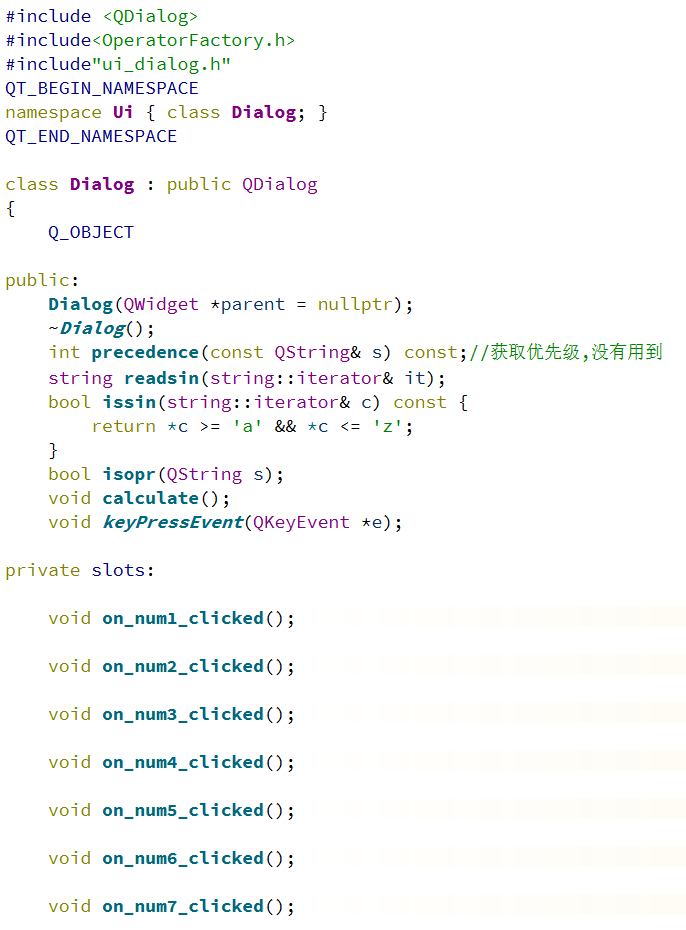 #include <QDialog>
#include<OperatorFactory.h>
#include"ui_dialog.h"
QT_BEGIN_NAMESPACE
namespace Ui { class Dialog; }
QT_END_NAMESPACE
class Dialog : public QDialog
{
    Q_OBJECT
public:
    Dialog(QWidget *parent = nullptr);
    ~Dialog();
    int precedence(const QString& s) const;//获取优先级,没有用到
    string readsin(string::iterator& it);
    bool issin(string::iterator& c) const {
        return *c >= 'a' && *c <= 'z';
    }
    bool isopr(QString s);
    void calculate();
    void keyPressEvent(QKeyEvent *e);
private slots:
    void on_num1_clicked();
    void on_num2_clicked();
    void on_num3_clicked();
    void on_num4_clicked();
    void on_num5_clicked();
    void on_num6_clicked();
    void on_num7_clicked();